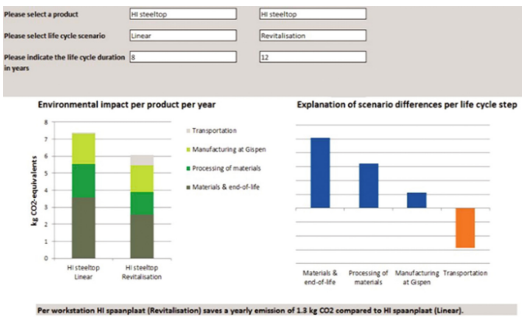 Please select a product HI steeltop HI steeltop
Please select life cycle scenario Linear Revitalisation
Please indicate the life cycle duration 8 12
in years
Environmental impact per product per year
kg CO2-equivalents
8
7
6
5
4
3
2
1
0
HI steeltop
Linear
HI steeltop
Revitalisation
Transportation
Manufacturing at Gispen
Processing of materials
Materials & end-of-life
Explanation of scenario differences per life cycle step
Materials &
end-of-life
Processing of
materials
Manufacturing
at Gispen
Transportation
Per workstation HI spaanplaat (Revitalisation) saves a yearly emission of 1.3 kg CO2 compared to HI spaanplaat (Linear).